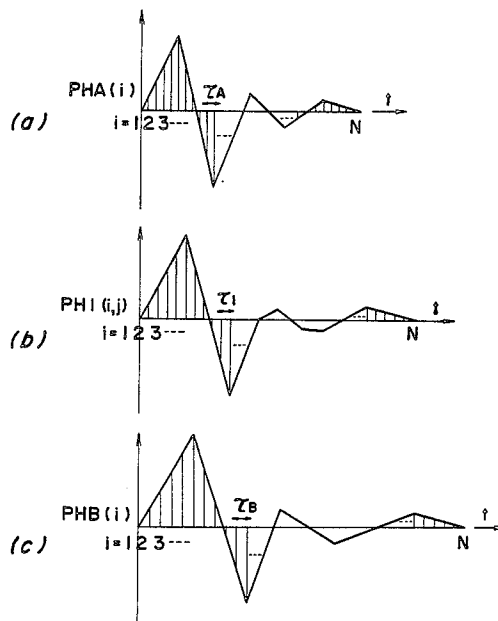 PHA(i)
τA
t
(a)
i=1 2 3---
N
PHI(i,j)
τI
t
(b)
i=1 2 3---
N
PHB(i)
τB
t
(c)
i=1 2 3---
N